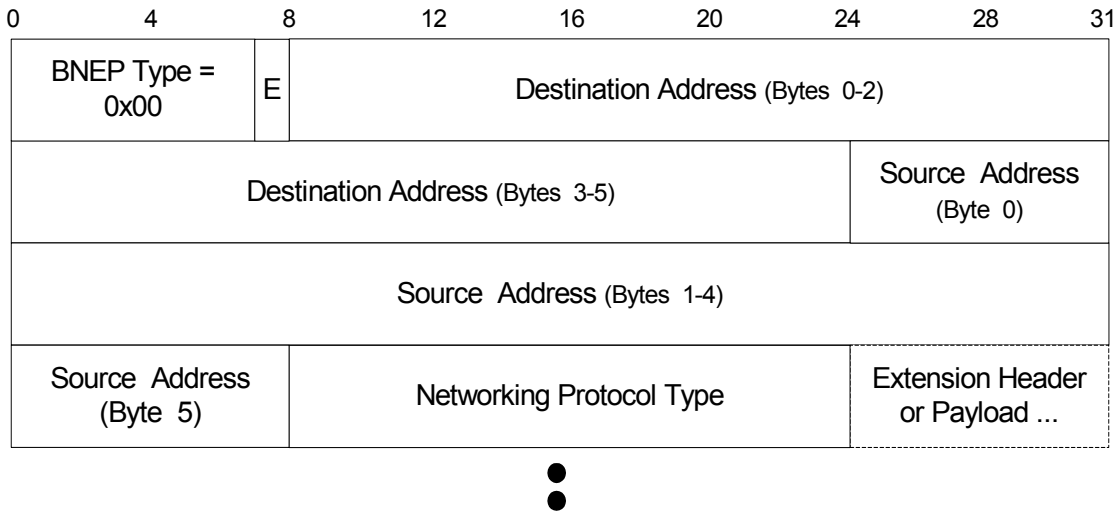 0 4 8 12 16 20 24 28 31
BNEP Type =
0x00
E
Destination Address (Bytes 0-2)
Destination Address (Bytes 3-5)
Source Address
(Byte 0)
Source Address (Bytes 1-4)
Source Address
(Byte 5)
Networking Protocol Type
Extension Header
or Payload ...